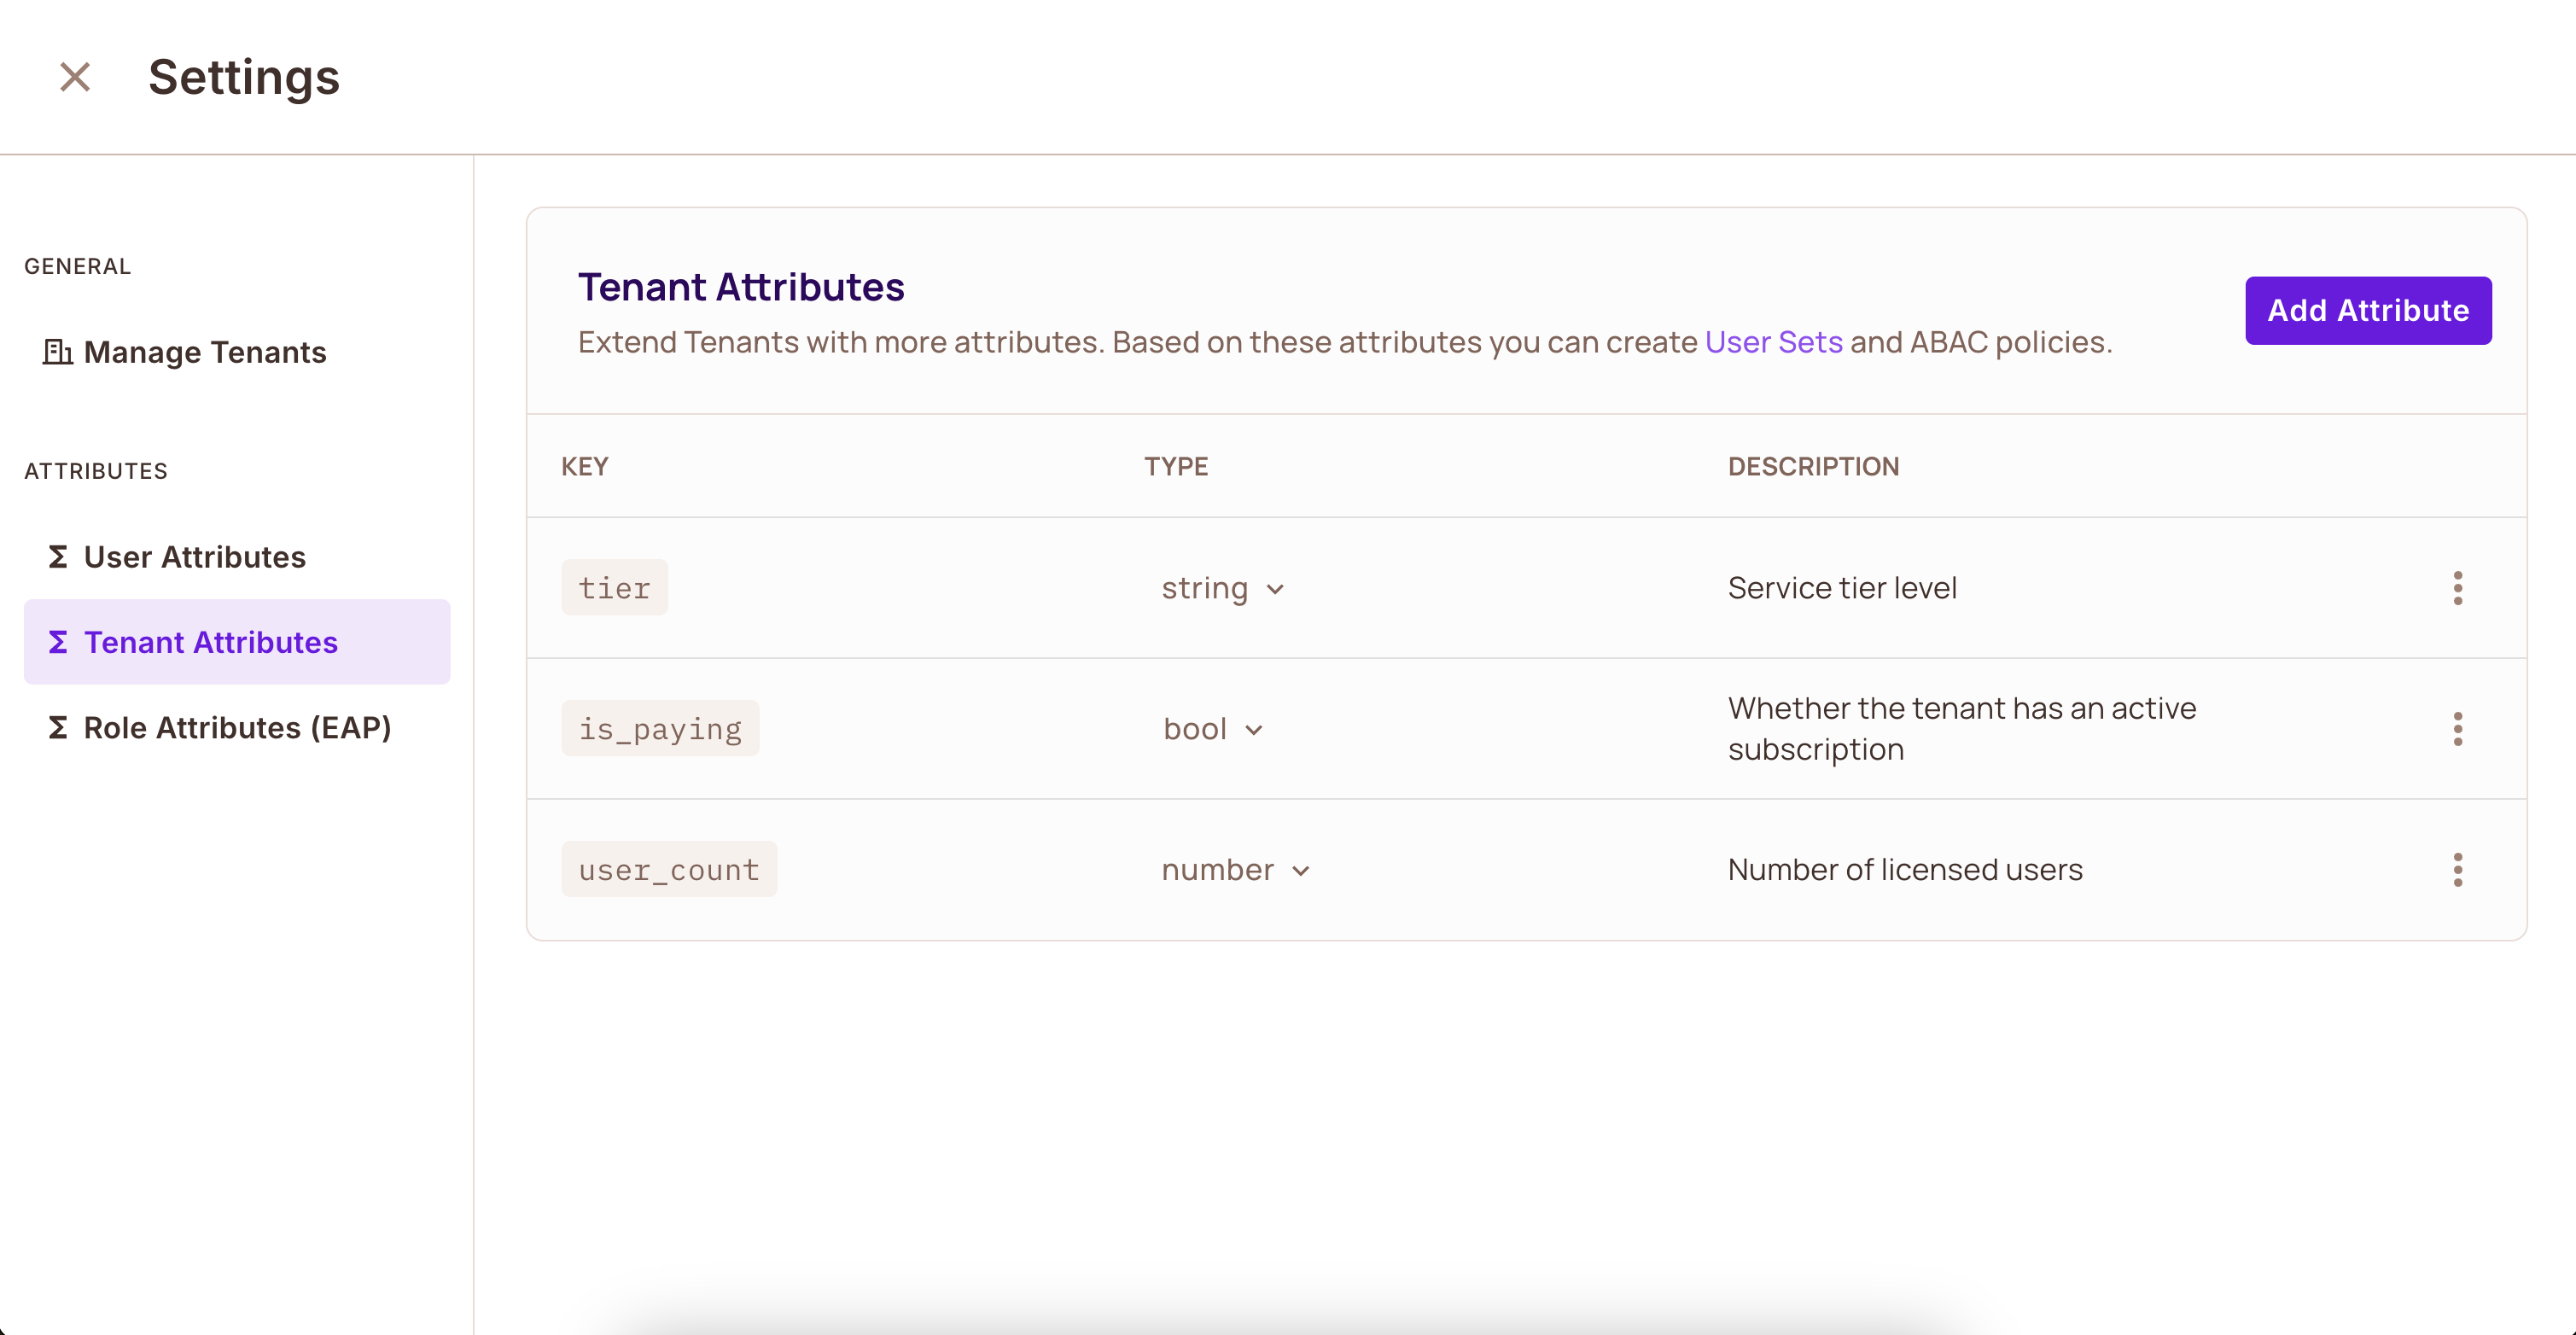 Settings
GENERAL
Manage Tenants
ATTRIBUTES
User Attributes
Tenant Attributes
Role Attributes (EAP)
Tenant Attributes
Extend Tenants with more attributes. Based on these attributes you can create User Sets and ABAC policies.
Add Attribute
KEY TYPE DESCRIPTION
tier string Service tier level
is_paying bool Whether the tenant has an active
subscription
user_count number Number of licensed users